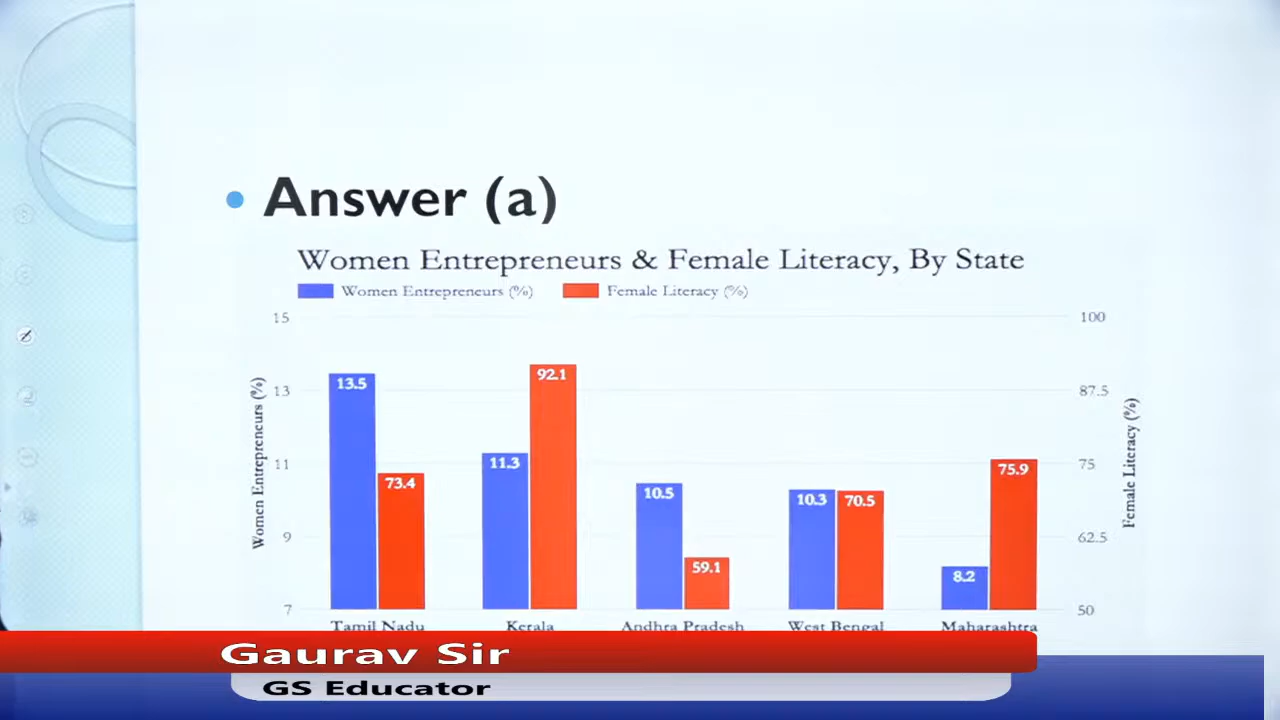 Answer (a)
Women Entrepreneurs & Female Literacy, By State
Women Entrepreneurs (%) Female Literacy (%)
15 100
13 87.5
11 75
9 62.5
7 50
Women Entrepreneurs (%)
Female Literacy (%)
13.5 73.4
11.3 92.1
10.5 59.1
10.3 70.5
8.2 75.9
Tamil Nadu Kerala Andhra Pradesh West Bengal Maharashtra
Gaurav Sir
GS Educator